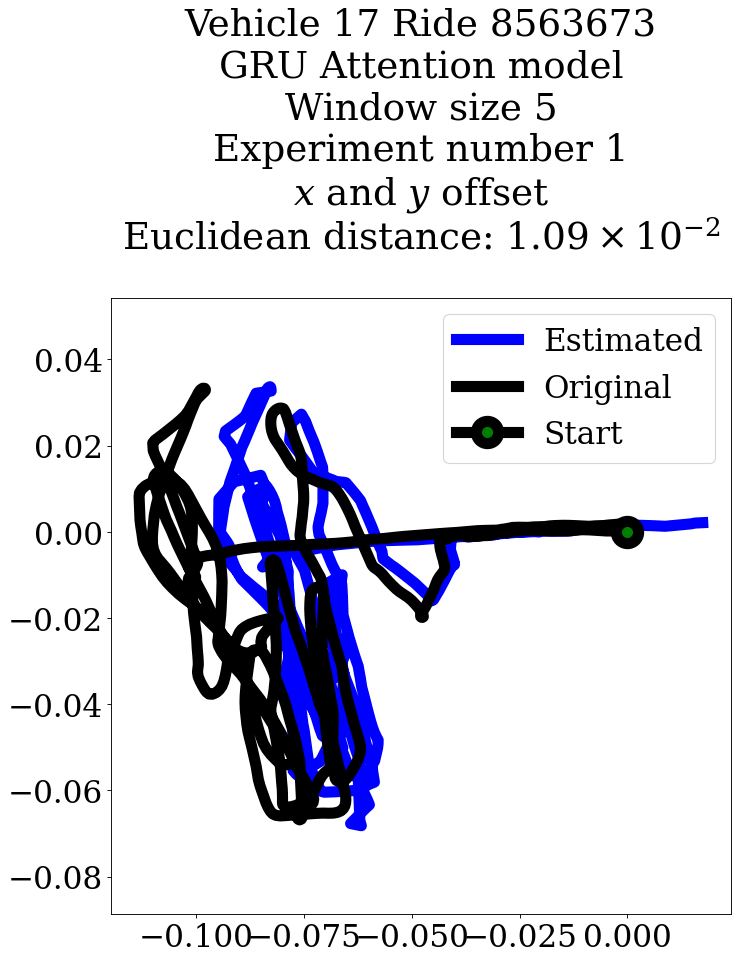 Vehicle 17 Ride 8563673
GRU Attention model
Window size 5
Experiment number 1
x and y offset
Euclidean distance: 1.09 × 10⁻²
Estimated
Original
Start
0.04
0.02
0.00
−0.02
−0.04
−0.06
−0.08
−0.100 −0.075 −0.050 −0.025 0.000